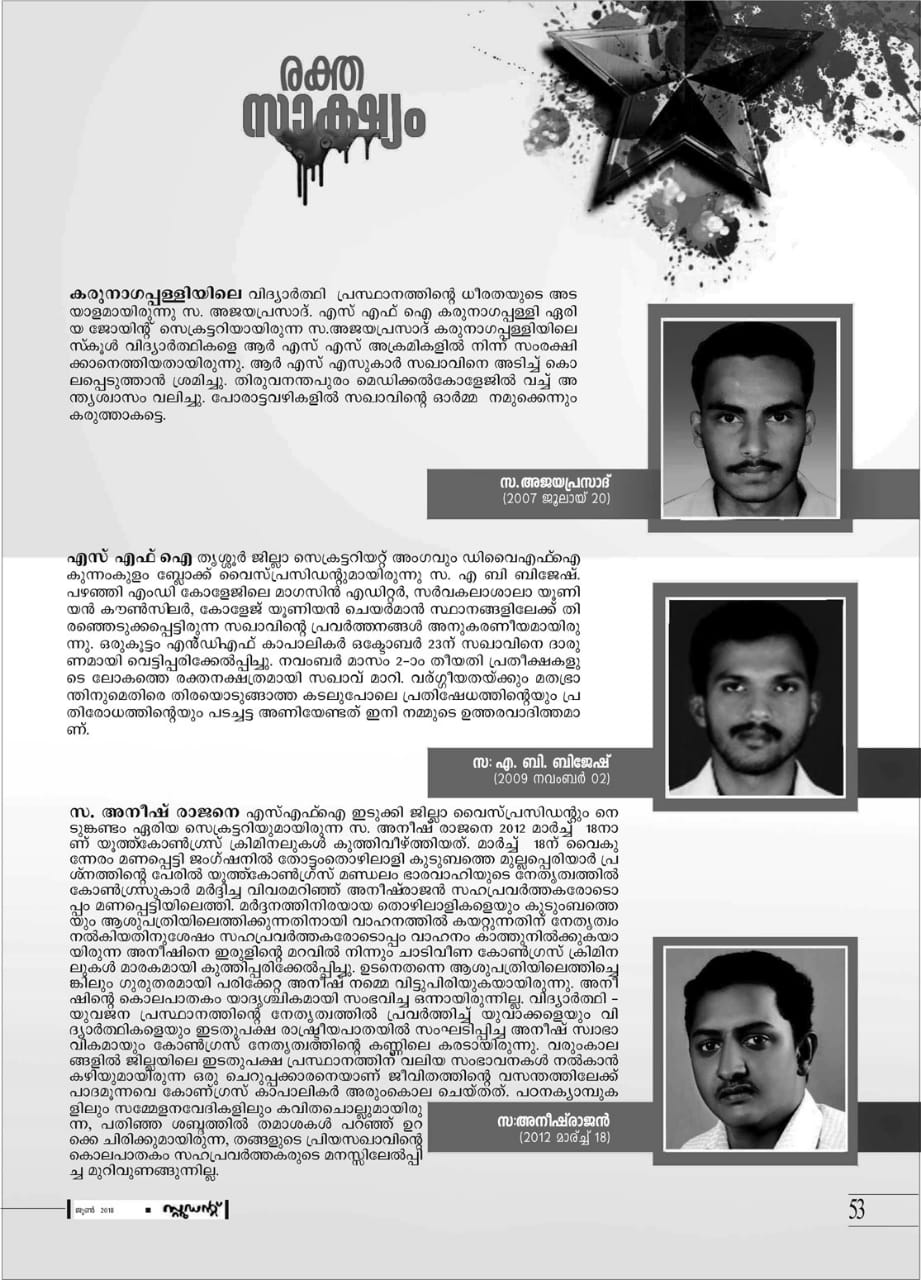 രക്ത
സാക്ഷ്യം
കരുനാഗപ്പള്ളിയിലെ വിദ്യാർത്ഥി പ്രസ്ഥാനത്തിന്റെ ധീരതയുടെ അട
യാളമായിരുന്നു സ. അജയപ്രസാദ്. എസ് എഫ് ഐ കരുനാഗപ്പള്ളി ഏരി
യ ജോയിന്റ് സെക്രട്ടറിയായിരുന്ന സ.അജയപ്രസാദ് കരുനാഗപ്പള്ളിയിലെ
സ്കൂൾ വിദ്യാർത്ഥികളെ ആർ എസ് എസ് അക്രമികളിൽ നിന്ന് സംരക്ഷി
ക്കാനെത്തിയതായിരുന്നു. ആർ എസ് എസുകാർ സഖാവിനെ അടിച്ച് കൊ
ലപ്പെടുത്താൻ ശ്രമിച്ചു. തിരുവനന്തപുരം മെഡിക്കൽകോളേജിൽ വച്ച് അ
ന്ത്യശ്വാസം വലിച്ചു. പോരാട്ടവഴികളിൽ സഖാവിന്റെ ഓർമ്മ നമുക്കെന്നും
കരുത്താകട്ടെ.
സ.അജയപ്രസാദ്
(2007 ജൂലായ് 20)
എസ് എഫ് ഐ തൃശ്ശൂർ ജില്ലാ സെക്രട്ടറിയറ്റ് അംഗവും ഡിവൈഎഫ്ഐ
കുന്നംകുളം ബ്ലോക്ക് വൈസ്പ്രസിഡന്റുമായിരുന്നു സ. എ ബി ബിജേഷ്.
പഴഞ്ഞി എംഡി കോളേജിലെ മാഗസിൻ എഡിറ്റർ, സർവകലാശാലാ യൂണി
യൻ കൗൺസിലർ, കോളേജ് യൂണിയൻ ചെയർമാൻ സ്ഥാനങ്ങളിലേക്ക് തി
രഞ്ഞെടുക്കപ്പെട്ടിരുന്ന സഖാവിന്റെ പ്രവർത്തനങ്ങൾ അനുകരണീയമായിരു
ന്നു. ഒരുകൂട്ടം എൻഡിഎഫ് കാപാലികർ ഒക്ടോബർ 23ന് സഖാവിനെ ദാരു
ണമായി വെട്ടിപ്പരിക്കേൽപ്പിച്ചു. നവംബർ മാസം 2-ാം തീയതി പ്രതീക്ഷകളു
ടെ ലോകത്തെ രക്തനക്ഷത്രമായി സഖാവ് മാറി. വർഗ്ഗീയതയ്ക്കും മതഭ്രാ
ന്തിനുമെതിരെ തിരയൊടുങ്ങാത്ത കടലുപോലെ പ്രതിഷേധത്തിന്റെയും പ്ര
തിരോധത്തിന്റെയും പടച്ചട്ട അണിയേണ്ടത് ഇനി നമ്മുടെ ഉത്തരവാദിത്തമാ
ണ്.
സ: എ. ബി. ബിജേഷ്
(2009 നവംബർ 02)
സ. അനീഷ് രാജനെ എസ്എഫ്ഐ ഇടുക്കി ജില്ലാ വൈസ്പ്രസിഡന്റും നെ
ടുങ്കണ്ടം ഏരിയ സെക്രട്ടറിയുമായിരുന്ന സ. അനീഷ് രാജനെ 2012 മാർച്ച് 18നാ
ണ് യൂത്ത്കോൺഗ്രസ് ക്രിമിനലുകൾ കുത്തിവീഴ്ത്തിയത്. മാർച്ച് 18ന് വൈകു
ന്നേരം മണപ്പെട്ടി ജംഗ്ഷനിൽ തോട്ടംതൊഴിലാളി കുടുബത്തെ മുല്ലപ്പെരിയാർ പ്ര
ശ്നത്തിന്റെ പേരിൽ യൂത്ത്കോൺഗ്രസ് മണ്ഡലം ഭാരവാഹിയുടെ നേതൃത്വത്തിൽ
കോൺഗ്രസുകാർ മർദ്ദിച്ച വിവരമറിഞ്ഞ് അനീഷ്‌രാജൻ സഹപ്രവർത്തകരോടൊ
പ്പം മണപ്പെട്ടിയിലെത്തി. മർദ്ദനത്തിനിരയായ തൊഴിലാളികളെയും കുടുംബത്തെ
യും ആശുപത്രിയിലെത്തിക്കുന്നതിനായി വാഹനത്തിൽ കയറ്റുന്നതിന് നേതൃത്വം
നൽകിയതിനുശേഷം സഹപ്രവർത്തകരോടൊപ്പം വാഹനം കാത്തുനിൽക്കുകയാ
യിരുന്ന അനീഷിനെ ഇരുളിന്റെ മറവിൽ നിന്നും ചാടിവീണ കോൺഗ്രസ് ക്രിമിന
ലുകൾ മാരകമായി കുത്തിപ്പരിക്കേൽപ്പിച്ചു. ഉടനെതന്നെ ആശുപത്രിയിലെത്തിച്ചെ
ങ്കിലും ഗുരുതരമായി പരിക്കേറ്റ അനീഷ് നമ്മെ വിട്ടുപിരിയുകയായിരുന്നു. അനീ
ഷിന്റെ കൊലപാതകം യാദൃശ്ചികമായി സംഭവിച്ച ഒന്നായിരുന്നില്ല. വിദ്യാർത്ഥി –
യുവജന പ്രസ്ഥാനത്തിന്റെ നേതൃത്വത്തിൽ പ്രവർത്തിച്ച് യുവാക്കളെയും വി
ദ്യാർത്ഥികളെയും ഇടതുപക്ഷ രാഷ്ട്രീയപാതയിൽ സംഘടിപ്പിച്ച അനീഷ് സ്വാഭാ
വികമായും കോൺഗ്രസ് നേതൃത്വത്തിന്റെ കണ്ണിലെ കരടായിരുന്നു. വരുംകാല
ങ്ങളിൽ ജില്ലയിലെ ഇടതുപക്ഷ പ്രസ്ഥാനത്തിന് വലിയ സംഭാവനകൾ നൽകാൻ
കഴിയുമായിരുന്ന ഒരു ചെറുപ്പക്കാരനെയാണ് ജീവിതത്തിന്റെ വസന്തത്തിലേക്ക്
പാദമൂന്നവെ കോൺഗ്രസ് കാപാലികർ അരുംകൊല ചെയ്തത്. പഠനക്യാമ്പുക
ളിലും സമ്മേളനവേദികളിലും കവിതചൊല്ലുമായിരു
ന്ന, പതിഞ്ഞ ശബ്ദത്തിൽ തമാശകൾ പറഞ്ഞ് ഉറ
ക്കെ ചിരിക്കുമായിരുന്ന, തങ്ങളുടെ പ്രിയസഖാവിന്റെ
കൊലപാതകം സഹപ്രവർത്തകരുടെ മനസ്സിലേൽപ്പി
ച്ച മുറിവുണങ്ങുന്നില്ല.
സ:അനീഷ്‌രാജൻ
(2012 മാര്ച്ച് 18)
ജൂൺ 2018 ■ സ്റ്റുഡന്റ്
53